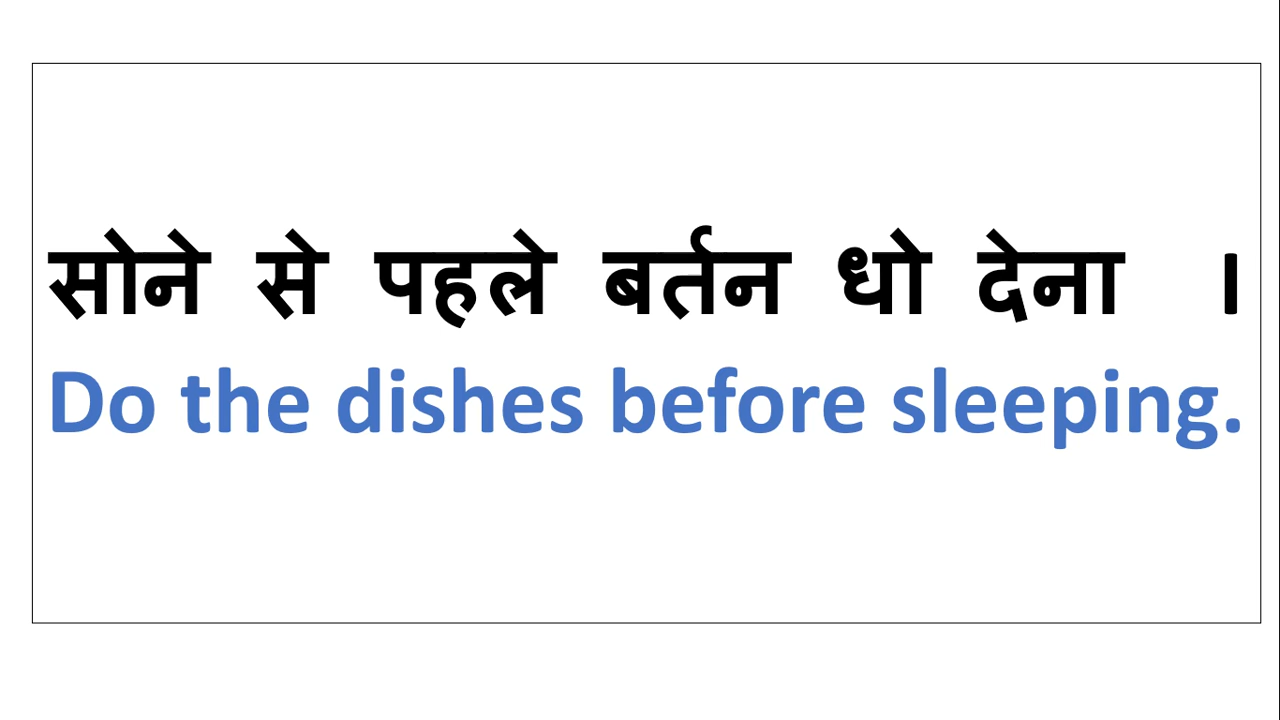 सोने से पहले बर्तन धो देना ।
Do the dishes before sleeping.